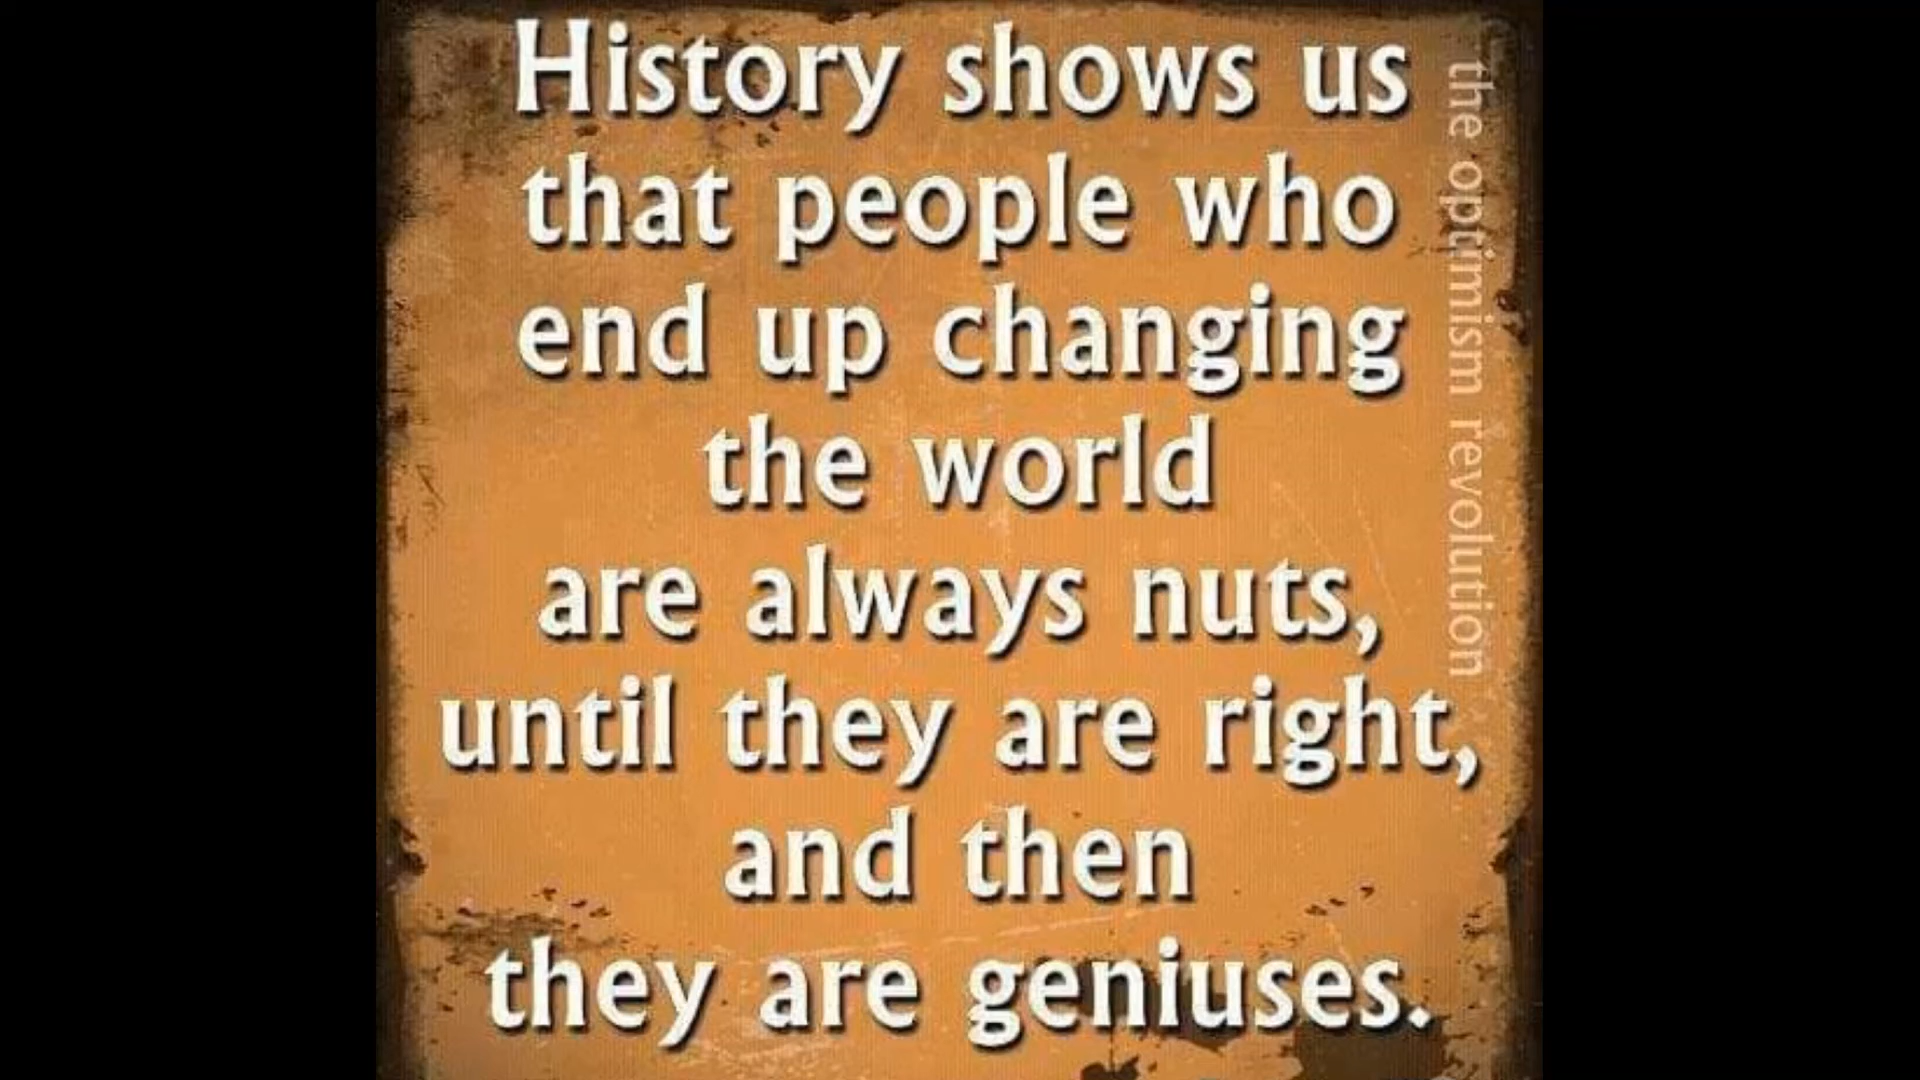 History shows us
that people who
end up changing
the world
are always nuts,
until they are right,
and then
they are geniuses.
the optimism revolution